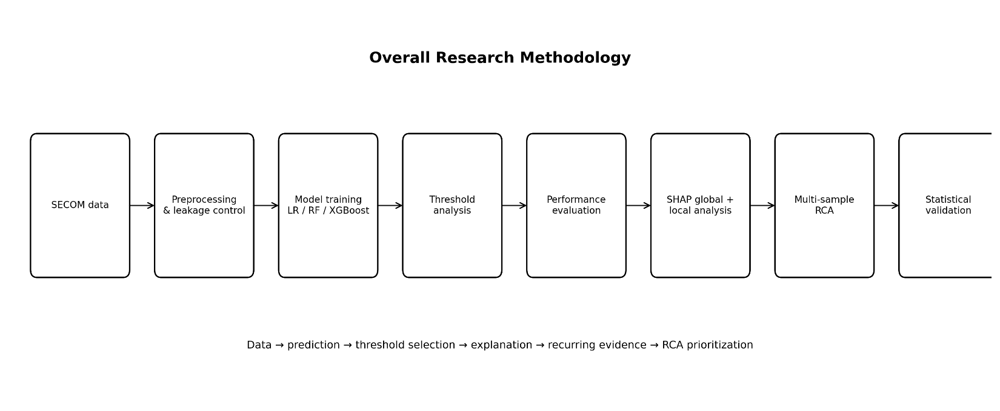 Overall Research Methodology
SECOM data
Preprocessing
& leakage control
Model training
LR / RF / XGBoost
Threshold
analysis
Performance
evaluation
SHAP global +
local analysis
Multi-sample
RCA
Statistical
validation
Data → prediction → threshold selection → explanation → recurring evidence → RCA prioritization